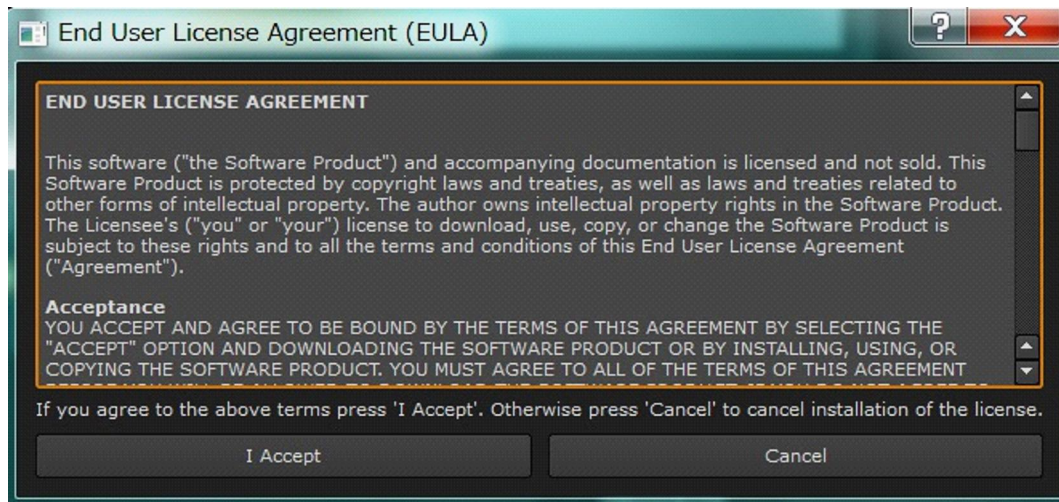 End User License Agreement (EULA)
?
X
END USER LICENSE AGREEMENT
This software ("the Software Product") and accompanying documentation is licensed and not sold. This
Software Product is protected by copyright laws and treaties, as well as laws and treaties related to
other forms of intellectual property. The author owns intellectual property rights in the Software Product.
The Licensee's ("you" or "your") license to download, use, copy, or change the Software Product is
subject to these rights and to all the terms and conditions of this End User License Agreement
("Agreement").
Acceptance
YOU ACCEPT AND AGREE TO BE BOUND BY THE TERMS OF THIS AGREEMENT BY SELECTING THE
"ACCEPT" OPTION AND DOWNLOADING THE SOFTWARE PRODUCT OR BY INSTALLING, USING, OR
COPYING THE SOFTWARE PRODUCT. YOU MUST AGREE TO ALL OF THE TERMS OF THIS AGREEMENT
If you agree to the above terms press 'I Accept'. Otherwise press 'Cancel' to cancel installation of the license.
I Accept
Cancel